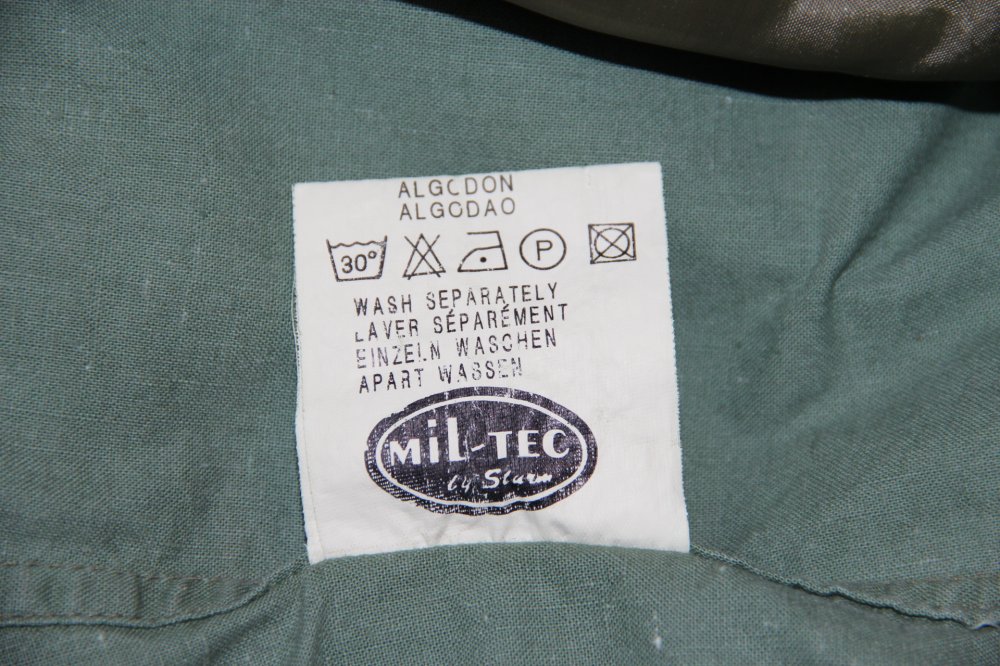 ALGODON
ALGODAO
30° P
WASH SEPARATELY
LAVER SÉPARÉMENT
EINZELN WASCHEN
APART WASSEN
MiL-TEC
by Sturm